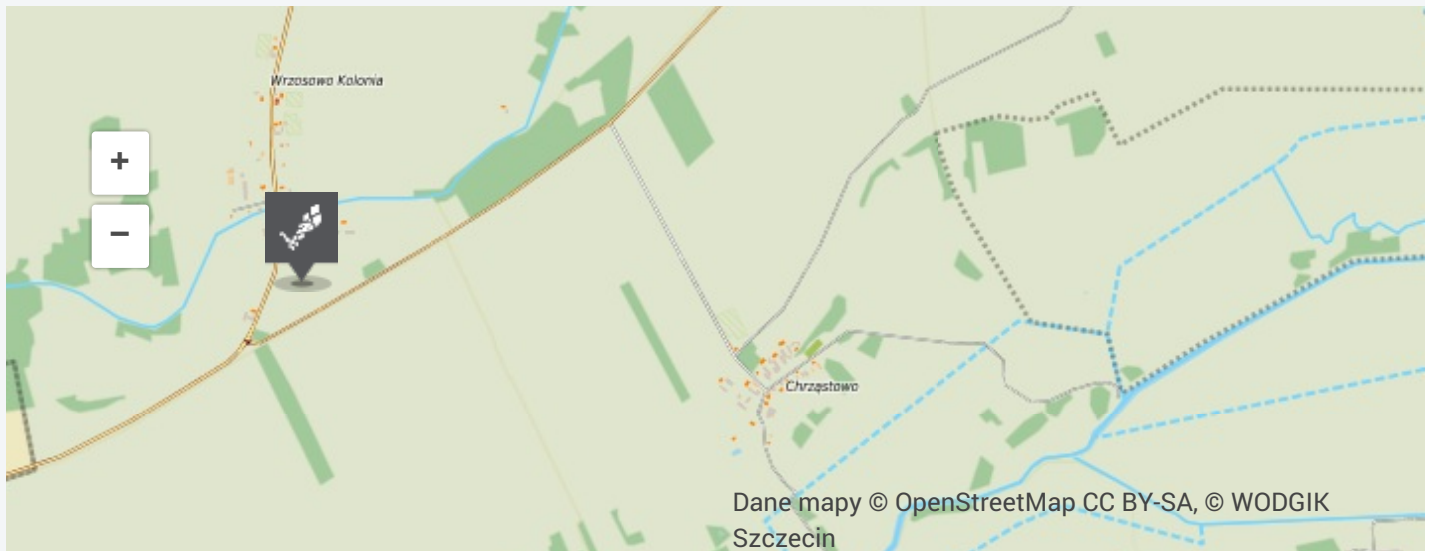 Wrzosowo Kolonia
+
−
Chrząstowo
Dane mapy © OpenStreetMap CC BY-SA, © WODGIK
Szczecin